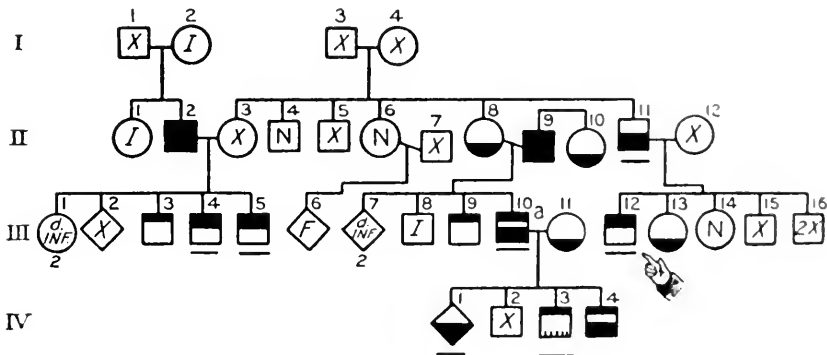 1 2 3 4
I X I X X
1 2 3 4 5 6 7 8 9 10 11 12
II I X N X N X X
1 2 3 4 5 6 7 8 9 10 a 11 12 13 14 15 16
III d. INF. X F d. INF I N X 2X
2 2
1 2 3 4
IV X